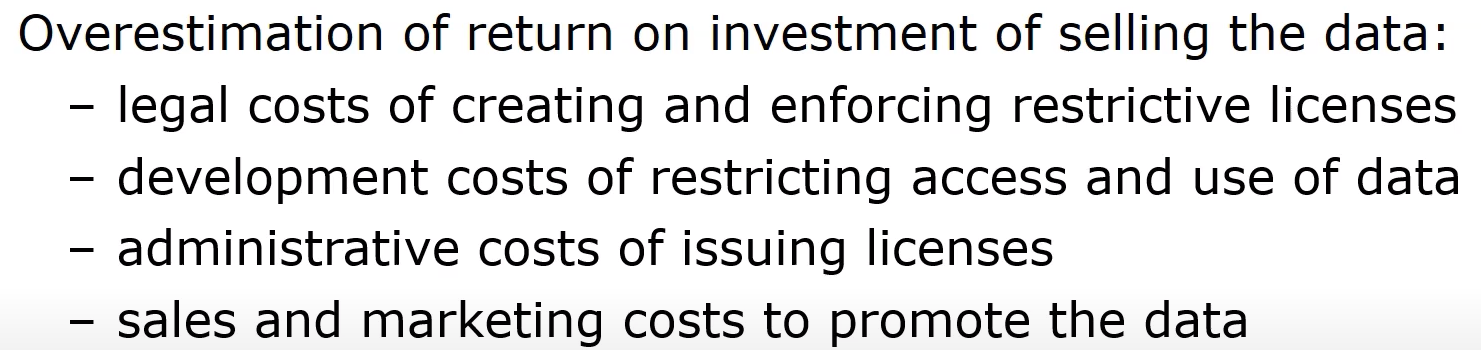 Overestimation of return on investment of selling the data:
– legal costs of creating and enforcing restrictive licenses
– development costs of restricting access and use of data
– administrative costs of issuing licenses
– sales and marketing costs to promote the data